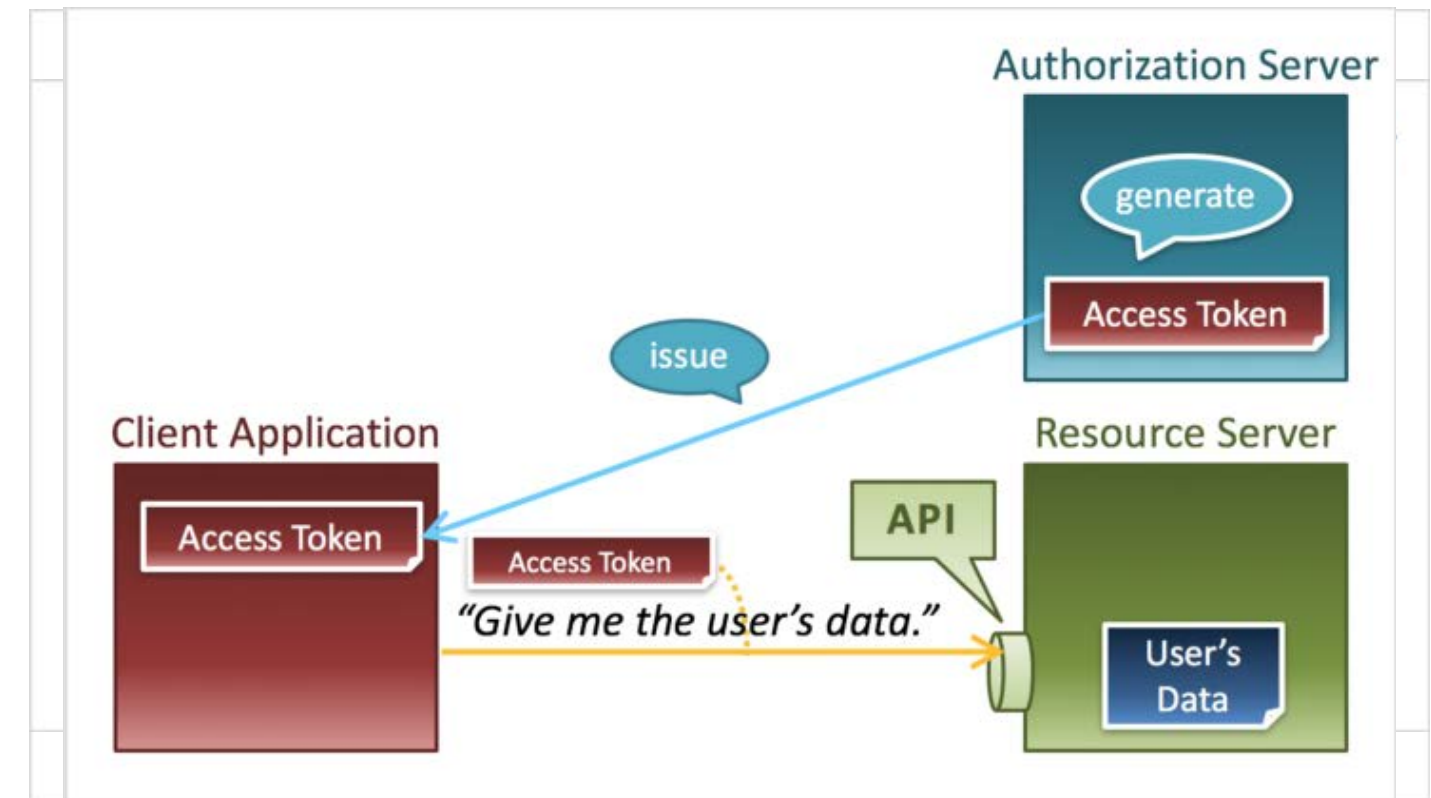 Authorization Server
generate
Access Token
issue
Client Application
Resource Server
Access Token
API
Access Token
“Give me the user’s data.”
User’s
Data